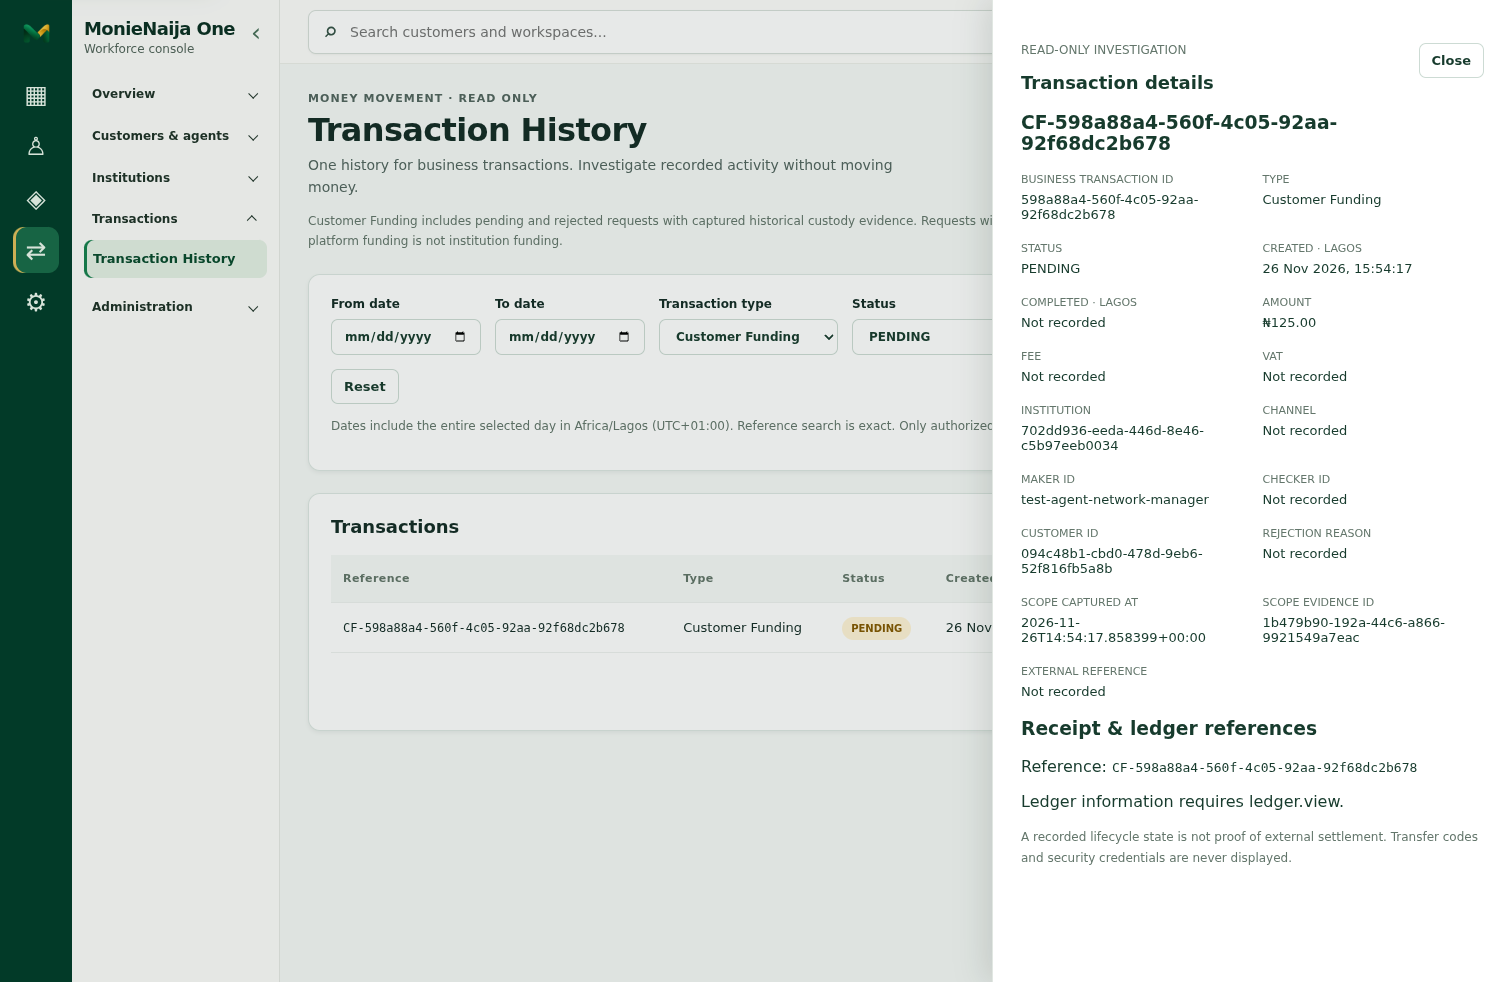 MonieNaija One
Workforce console
Overview
Customers & agents
Institutions
Transactions
Transaction History
Administration
Search customers and workspaces...
MONEY MOVEMENT · READ ONLY
Transaction History
One history for business transactions. Investigate recorded activity without moving
money.
Customer Funding includes pending and rejected requests with captured historical custody evidence. Requests
platform funding is not institution funding.
From date
To date
Transaction type
Status
mm/dd/yyyy
mm/dd/yyyy
Customer Funding
PENDING
Reset
Dates include the entire selected day in Africa/Lagos (UTC+01:00). Reference search is exact. Only authorized
Transactions
Reference
Type
Status
Created
CF-598a88a4-560f-4c05-92aa-92f68dc2b678
Customer Funding
PENDING
26 Nov
READ-ONLY INVESTIGATION
Close
Transaction details
CF-598a88a4-560f-4c05-92aa-
92f68dc2b678
BUSINESS TRANSACTION ID
598a88a4-560f-4c05-92aa-
92f68dc2b678
TYPE
Customer Funding
STATUS
PENDING
CREATED · LAGOS
26 Nov 2026, 15:54:17
COMPLETED · LAGOS
Not recorded
AMOUNT
₦125.00
FEE
Not recorded
VAT
Not recorded
INSTITUTION
702dd936-eeda-446d-8e46-
c5b97eeb0034
CHANNEL
Not recorded
MAKER ID
test-agent-network-manager
CHECKER ID
Not recorded
CUSTOMER ID
094c48b1-cbd0-478d-9eb6-
52f816fb5a8b
REJECTION REASON
Not recorded
SCOPE CAPTURED AT
2026-11-
26T14:54:17.858399+00:00
SCOPE EVIDENCE ID
1b479b90-192a-44c6-a866-
9921549a7eac
EXTERNAL REFERENCE
Not recorded
Receipt & ledger references
Reference: CF-598a88a4-560f-4c05-92aa-92f68dc2b678
Ledger information requires ledger.view.
A recorded lifecycle state is not proof of external settlement. Transfer codes
and security credentials are never displayed.